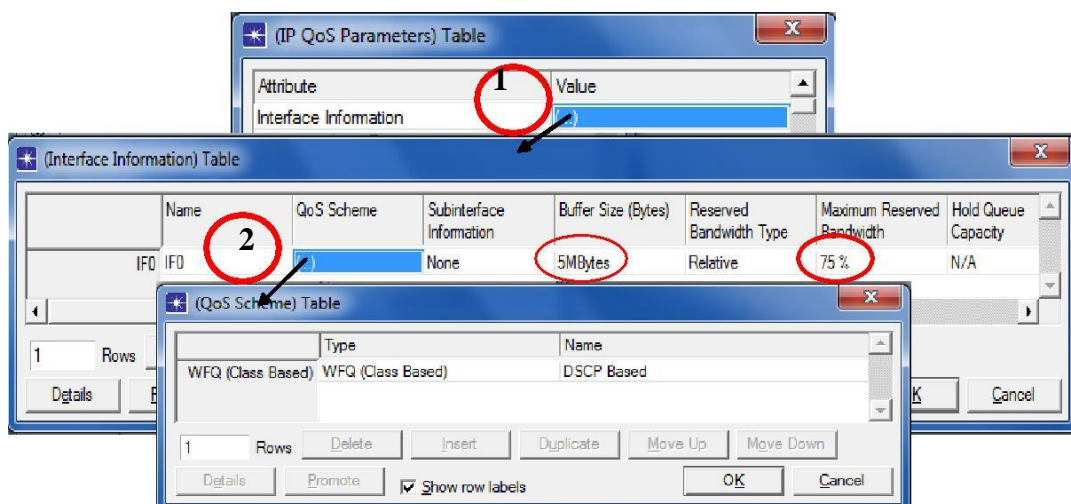 (IP QoS Parameters) Table
Attribute Value
1
Interface Information (...)
(Interface Information) Table
Name QoS Scheme Subinterface Information Buffer Size (Bytes) Reserved Bandwidth Type Maximum Reserved Bandwidth Hold Queue Capacity
2
IF0 IF0 (...) None 5MBytes Relative 75 % N/A
(QoS Scheme) Table
Type Name
WFQ (Class Based) WFQ (Class Based) DSCP Based
1 Rows
Details Cancel
1 Rows Delete Insert Duplicate Move Up Move Down
Details Promote Show row labels OK Cancel